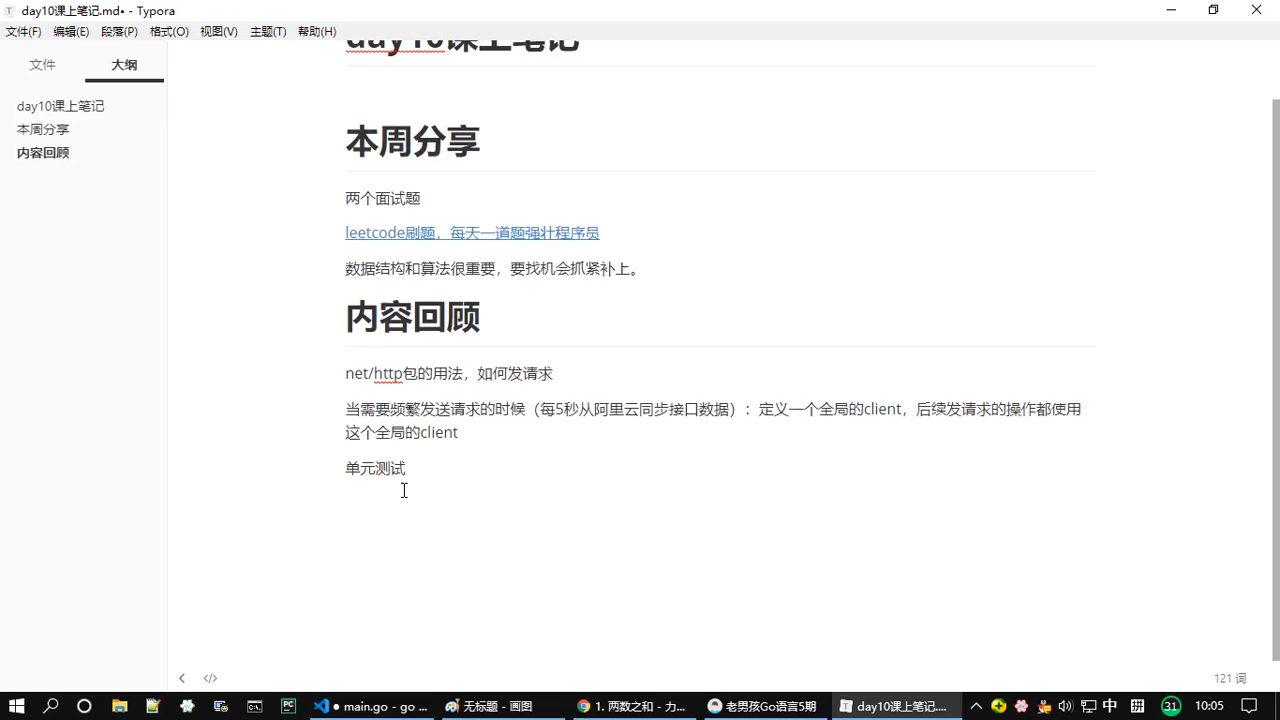 day10课上笔记.md• - Typora
文件(F) 编辑(E) 段落(P) 格式(O) 视图(V) 主题(T) 帮助(H)
文件 大纲
day10课上笔记
本周分享
内容回顾
day10课上笔记
本周分享
两个面试题
leetcode刷题，每天一道题强壮程序员
数据结构和算法很重要，要找机会抓紧补上。
内容回顾
net/http包的用法，如何发请求
当需要频繁发送请求的时候（每5秒从阿里云同步接口数据）：定义一个全局的client，后续发请求的操作都使用
这个全局的client
单元测试
121 词
● main.go - go ... 无标题 - 画图 1. 两数之和 - 力... 老男孩Go语言5期 day10课上笔记.... 中 拼 31 10:05